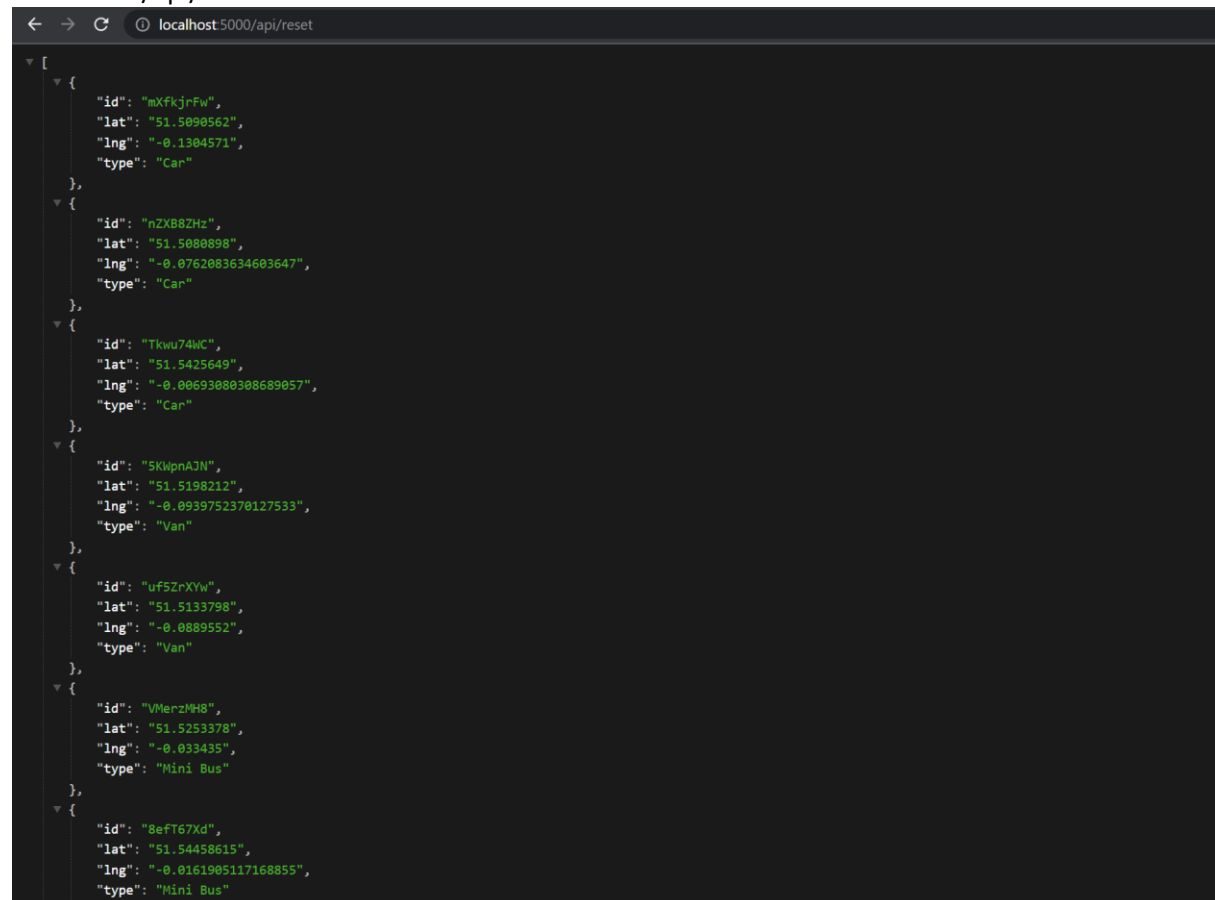 localhost:5000/api/reset
[
{
"id": "mXfkjrFw",
"lat": "51.5090562",
"lng": "-0.1304571",
"type": "Car"
},
{
"id": "nZXB8ZHz",
"lat": "51.5080898",
"lng": "-0.0762083634603647",
"type": "Car"
},
{
"id": "Tkwu74WC",
"lat": "51.5425649",
"lng": "-0.00693080308689057",
"type": "Car"
},
{
"id": "5KWpnAJN",
"lat": "51.5198212",
"lng": "-0.0939752370127533",
"type": "Van"
},
{
"id": "uf5ZrXYw",
"lat": "51.5133798",
"lng": "-0.0889552",
"type": "Van"
},
{
"id": "VMerzMH8",
"lat": "51.5253378",
"lng": "-0.033435",
"type": "Mini Bus"
},
{
"id": "8efT67Xd",
"lat": "51.54458615",
"lng": "-0.0161905117168855",
"type": "Mini Bus"